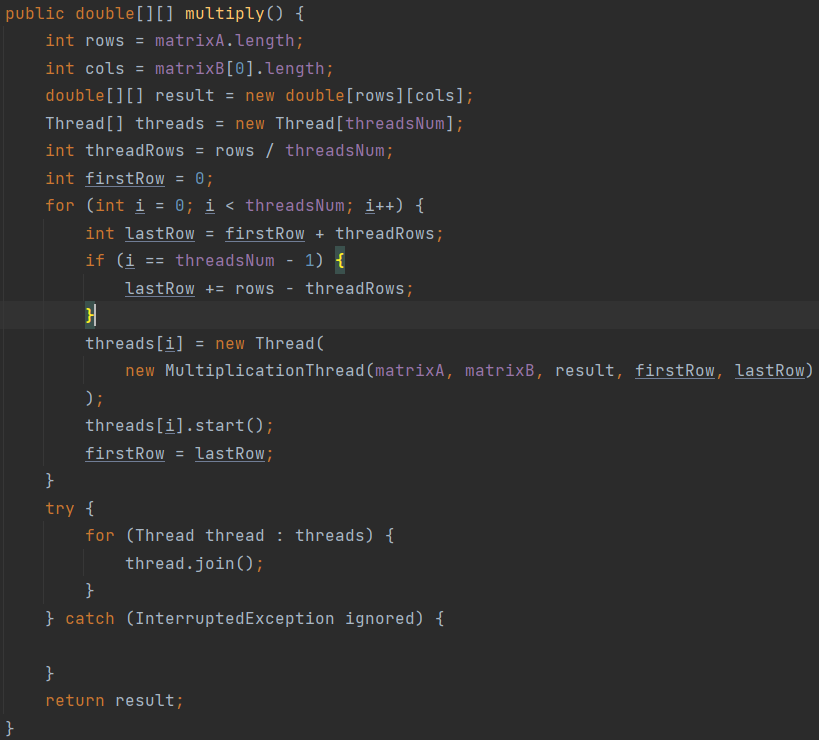 public double[][] multiply() {
    int rows = matrixA.length;
    int cols = matrixB[0].length;
    double[][] result = new double[rows][cols];
    Thread[] threads = new Thread[threadsNum];
    int threadRows = rows / threadsNum;
    int firstRow = 0;
    for (int i = 0; i < threadsNum; i++) {
        int lastRow = firstRow + threadRows;
        if (i == threadsNum - 1) {
            lastRow += rows - threadRows;
        }
        threads[i] = new Thread(
            new MultiplicationThread(matrixA, matrixB, result, firstRow, lastRow)
        );
        threads[i].start();
        firstRow = lastRow;
    }
    try {
        for (Thread thread : threads) {
            thread.join();
        }
    } catch (InterruptedException ignored) {

    }
    return result;
}